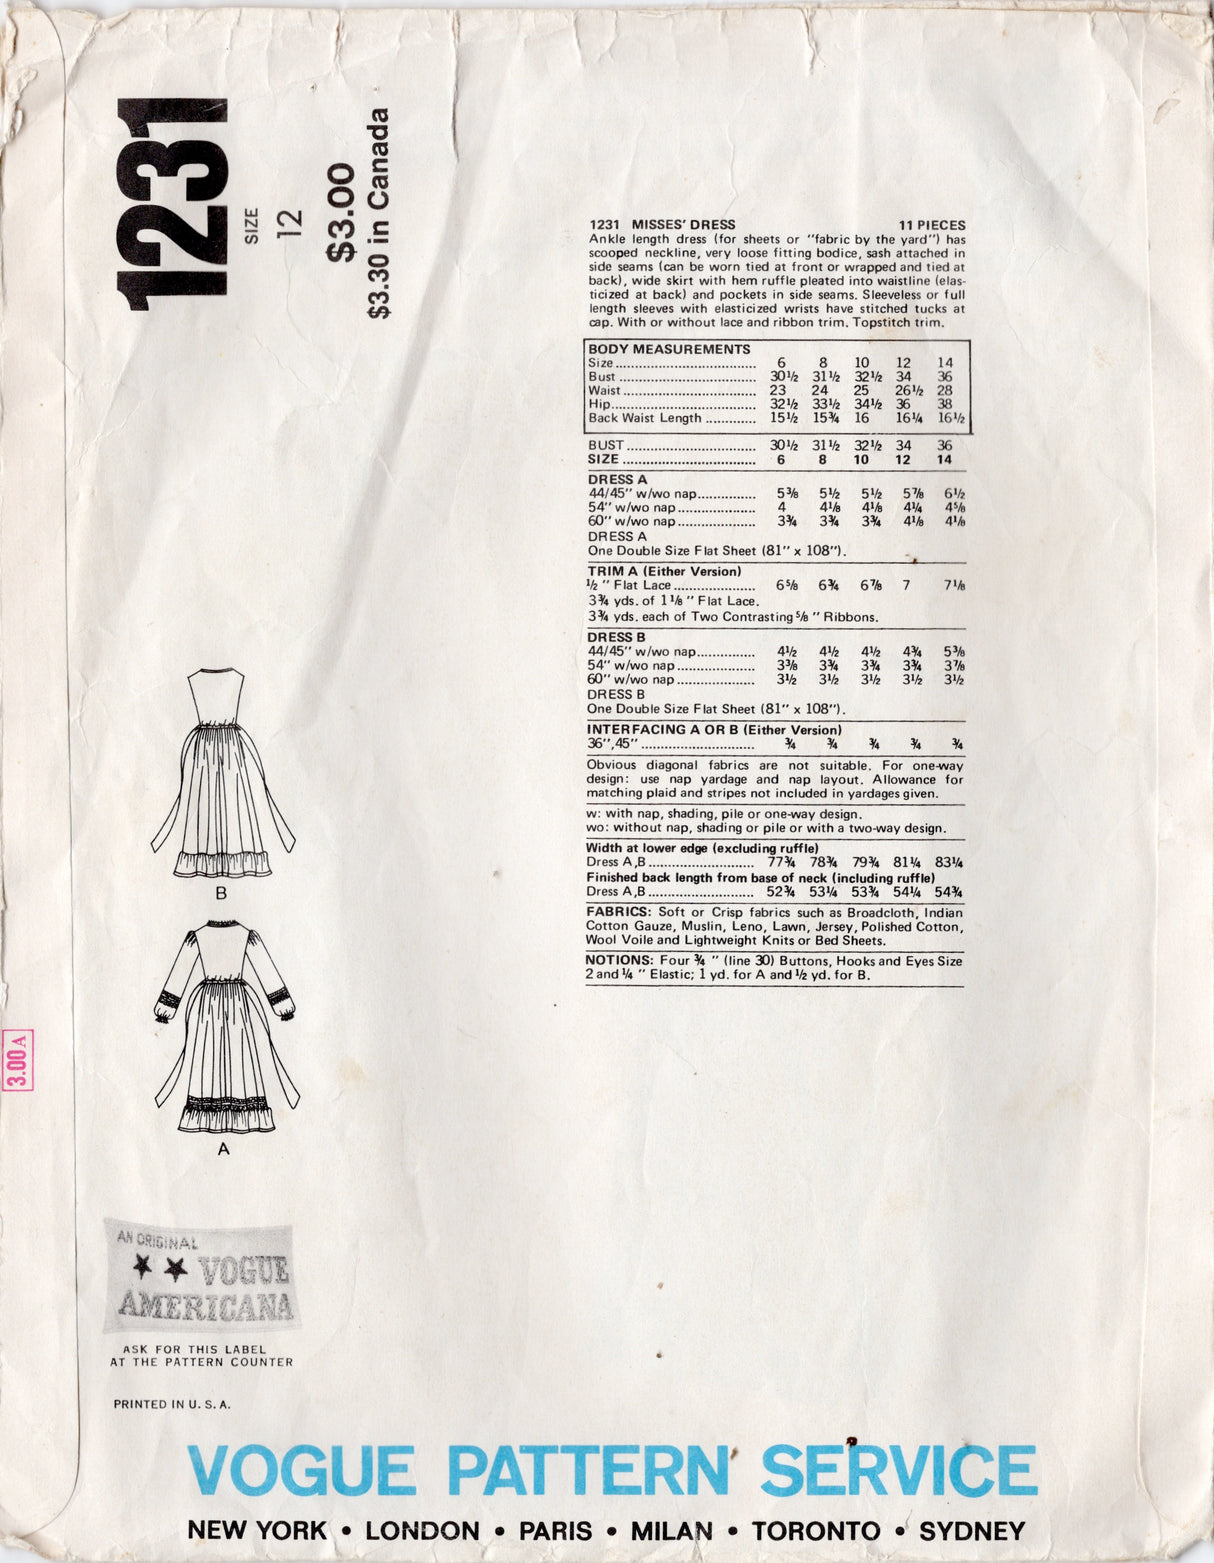 1231
SIZE
12
$3.00
$3.30 in Canada
1231 MISSES' DRESS 11 PIECES
Ankle length dress (for sheets or "fabric by the yard") has
scooped neckline, very loose fitting bodice, sash attached in
side seams (can be worn tied at front or wrapped and tied at
back), wide skirt with hem ruffle pleated into waistline (elas-
ticized at back) and pockets in side seams. Sleeveless or full
length sleeves with elasticized wrists have stitched tucks at
cap. With or without lace and ribbon trim. Topstitch trim.
BODY MEASUREMENTS
Size 6 8 10 12 14
Bust 30½ 31½ 32½ 34 36
Waist 23 24 25 26½ 28
Hip 32½ 33½ 34½ 36 38
Back Waist Length 15½ 15¾ 16 16¼ 16½
BUST 30½ 31½ 32½ 34 36
SIZE 6 8 10 12 14
DRESS A
44/45" w/wo nap 5⅜ 5½ 5½ 5⅞ 6½
54" w/wo nap 4 4⅛ 4⅛ 4¼ 4⅝
60" w/wo nap 3¾ 3¾ 3¾ 4⅛ 4⅛
DRESS A
One Double Size Flat Sheet (81" x 108").
TRIM A (Either Version)
½ " Flat Lace 6⅝ 6¾ 6⅞ 7 7⅛
3¾ yds. of 1⅛ " Flat Lace.
3¾ yds. each of Two Contrasting ⅝ " Ribbons.
DRESS B
44/45" w/wo nap 4½ 4½ 4½ 4¾ 5⅜
54" w/wo nap 3⅜ 3¾ 3¾ 3¾ 3⅞
60" w/wo nap 3½ 3½ 3½ 3½ 3½
DRESS B
One Double Size Flat Sheet (81" x 108").
INTERFACING A OR B (Either Version)
36",45" ¾ ¾ ¾ ¾ ¾
Obvious diagonal fabrics are not suitable. For one-way
design: use nap yardage and nap layout. Allowance for
matching plaid and stripes not included in yardages given.
w: with nap, shading, pile or one-way design.
wo: without nap, shading or pile or with a two-way design.
Width at lower edge (excluding ruffle)
Dress A,B 77¾ 78¾ 79¾ 81¼ 83¼
Finished back length from base of neck (including ruffle)
Dress A,B 52¾ 53¼ 53¾ 54¼ 54¾
FABRICS: Soft or Crisp fabrics such as Broadcloth, Indian
Cotton Gauze, Muslin, Leno, Lawn, Jersey, Polished Cotton,
Wool Voile and Lightweight Knits or Bed Sheets.
NOTIONS: Four ¾ " (line 30) Buttons, Hooks and Eyes Size
2 and ¼ " Elastic; 1 yd. for A and ½ yd. for B.
B
A
3.00 A
AN ORIGINAL
VOGUE
AMERICANA
ASK FOR THIS LABEL
AT THE PATTERN COUNTER
PRINTED IN U. S. A.
VOGUE PATTERN SERVICE
NEW YORK • LONDON • PARIS • MILAN • TORONTO • SYDNEY